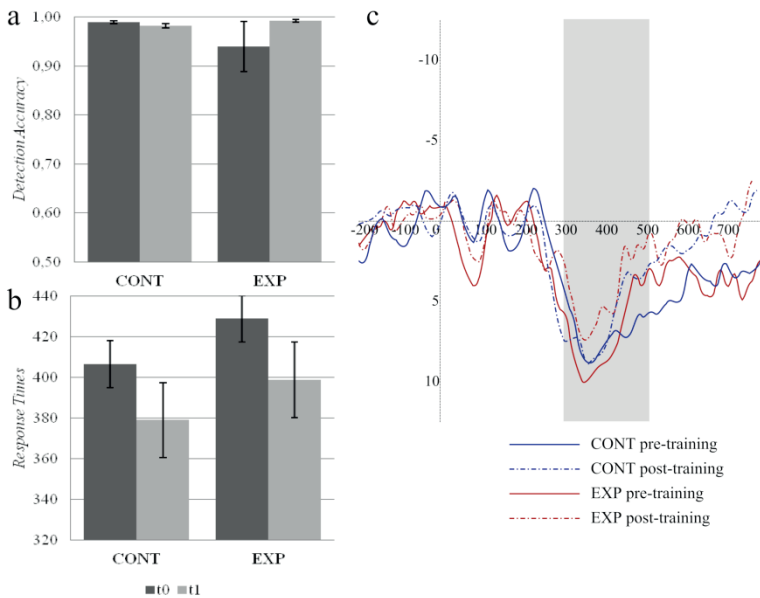 a
1,00
0,90
0,80
0,70
0,60
0,50
Detection Accuracy
CONT EXP
b
440
420
400
380
360
340
320
Response Times
CONT EXP
t0 t1
c
-10
-5
-200 -100 0 100 200 300 400 500 600 700
5
10
CONT pre-training
CONT post-training
EXP pre-training
EXP post-training